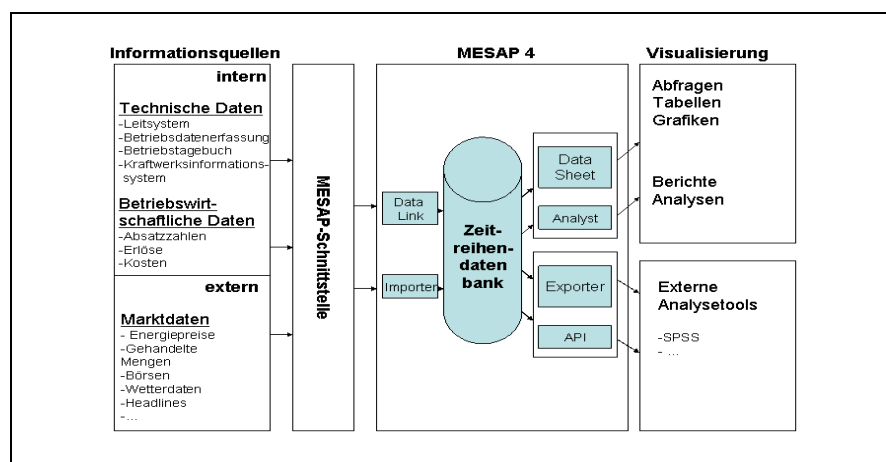 Informationsquellen
intern
Technische Daten
-Leitsystem
-Betriebsdatenerfassung
-Betriebstagebuch
-Kraftwerksinformations-
system
Betriebswirt-
schaftliche Daten
-Absatzzahlen
-Erlöse
-Kosten
extern
Marktdaten
- Energiepreise
-Gehandelte
Mengen
-Börsen
-Wetterdaten
-Headlines
-...
MESAP-Schnittstelle
MESAP 4
Data
Link
Importer
Zeit-
reihen-
daten
bank
Data
Sheet
Analyst
Exporter
API
Visualisierung
Abfragen
Tabellen
Grafiken
Berichte
Analysen
Externe
Analysetools
-SPSS
- ...